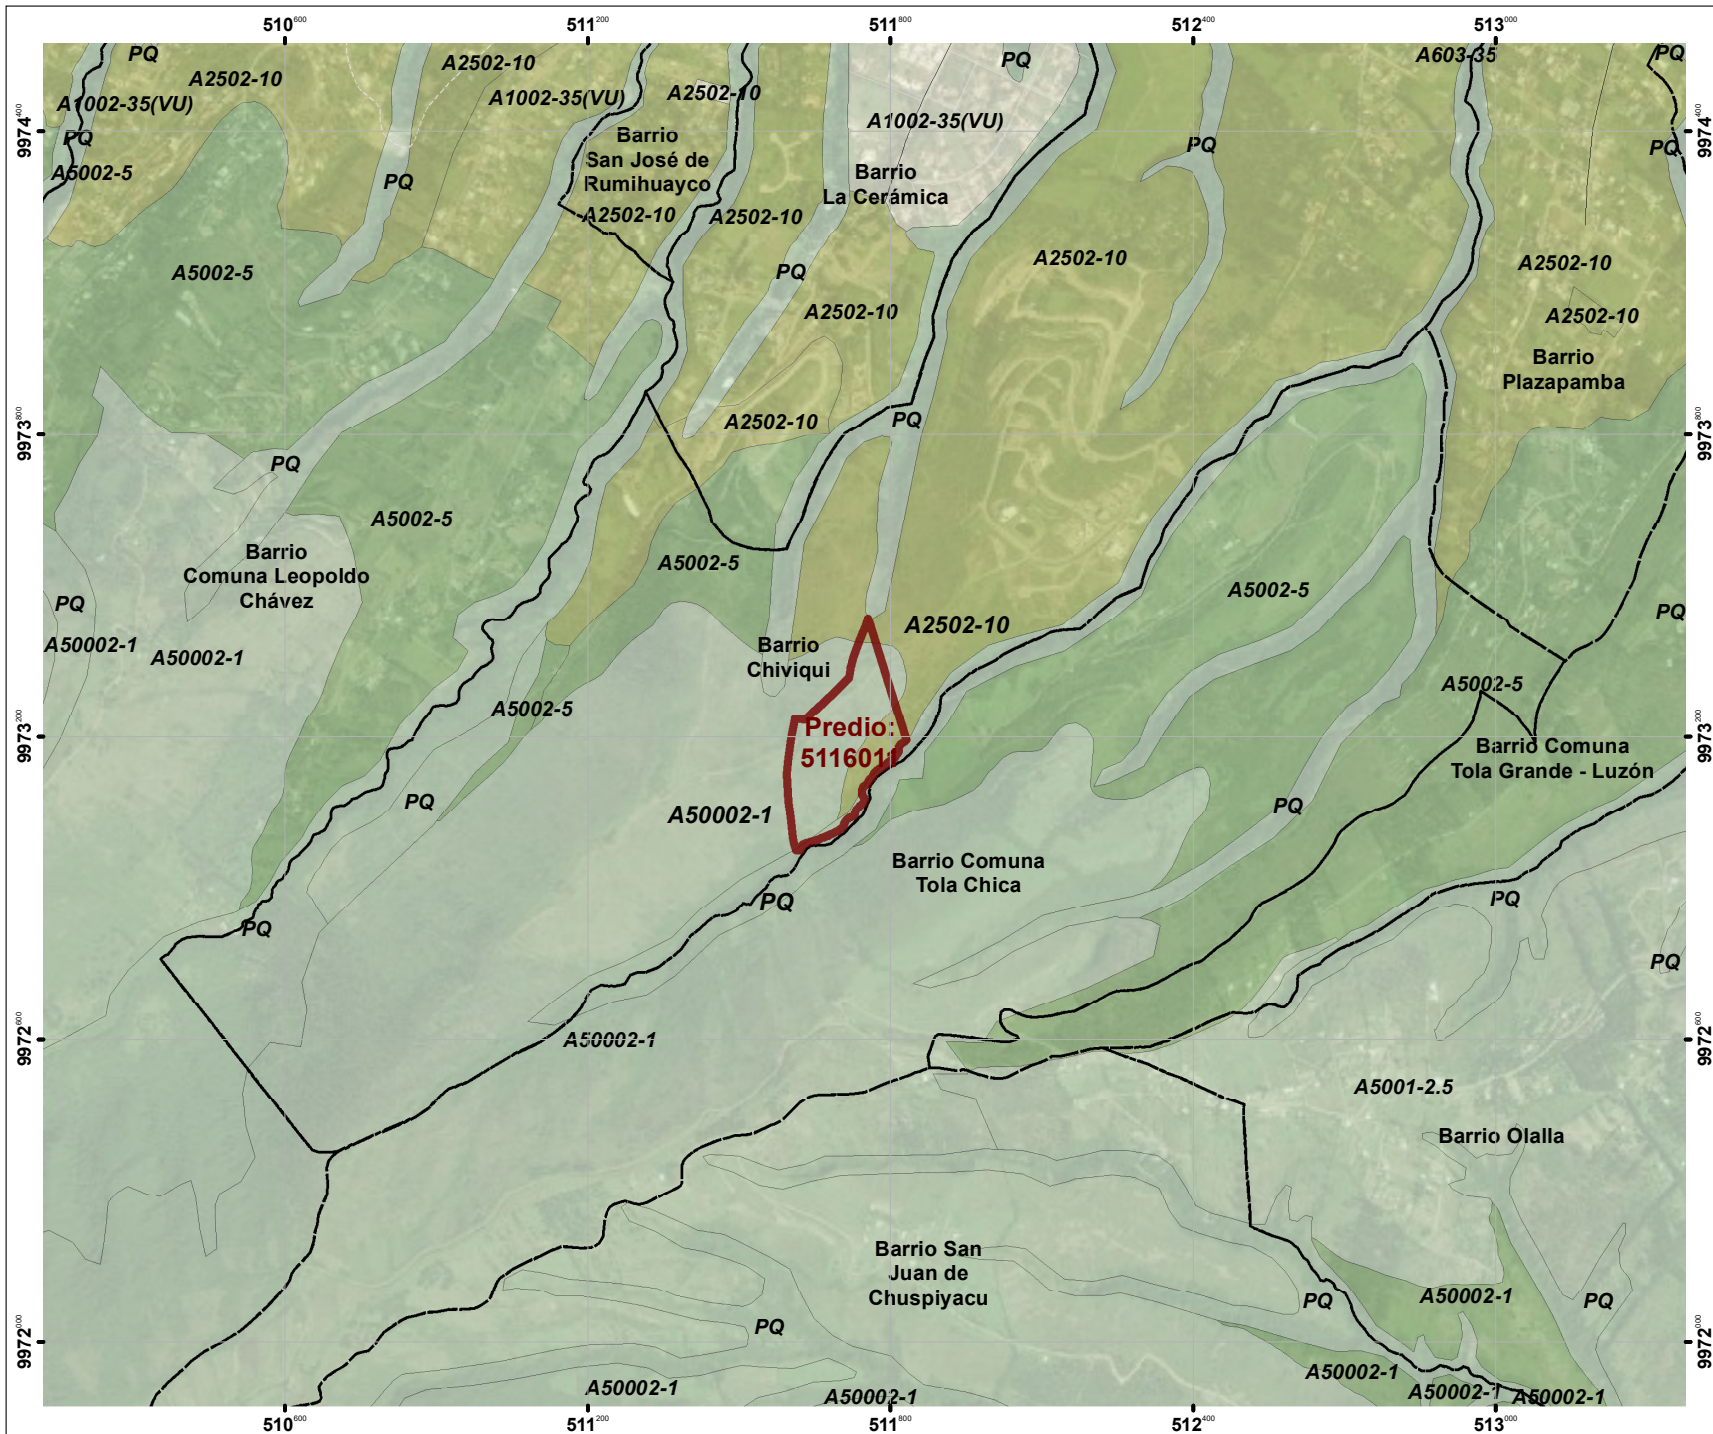 510600 511200 511800 512400 513000
PQ
A2502-10
A2502-10
PQ
A603-35
PQ
A1002-35(VU)
A1002-35(VU)
A2502-10
A1002-35(VU)
9974400
9974400
PQ
Barrio
San José de
Rumihuayco
PQ
PQ
A5002-5
PQ
Barrio
La Cerámica
A2502-10
A2502-10
A5002-5
PQ
A2502-10
A2502-10
A2502-10
A2502-10
Barrio
Plazapamba
9973800
A2502-10
PQ
9973800
PQ
A5002-5
Barrio
Comuna Leopoldo
Chávez
A5002-5
A5002-5
PQ
PQ
A50002-1
A50002-1
A2502-10
Barrio
Chiviqui
A5002-5
A5002-5
9973200
Predio:
511601
9973200
Barrio Comuna
Tola Grande - Luzón
PQ
A50002-1
PQ
Barrio Comuna
Tola Chica
PQ
PQ
PQ
PQ
9972600
A50002-1
9972600
A5001-2.5
Barrio Olalla
Barrio San
Juan de
Chuspiyacu
PQ
A50002-1
PQ
PQ
9972000
9972000
A50002-1
A50002-1
A50002-1
A50002-1
A50002-1
510600 511200 511800 512400 513000